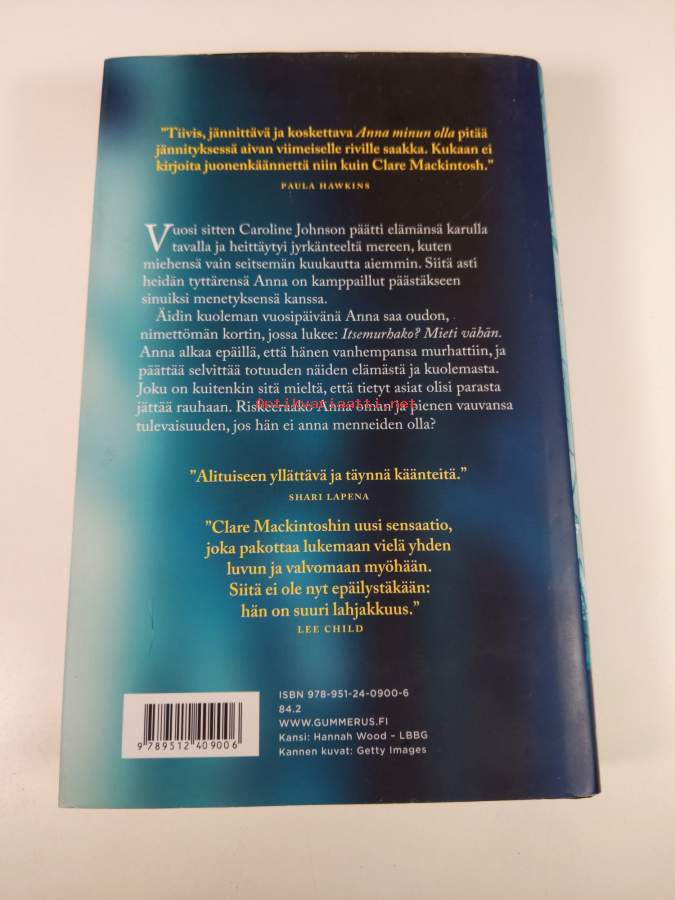 "Tiivis, jännittävä ja koskettava Anna minun olla pitää
jännityksessä aivan viimeiselle riville saakka. Kukaan ei
kirjoita juonenkäännettä niin kuin Clare Mackintosh."
PAULA HAWKINS
Vuosi sitten Caroline Johnson päätti elämänsä karulla
tavalla ja heittäytyi jyrkänteeltä mereen, kuten
miehensä vain seitsemän kuukautta aiemmin. Siitä asti
heidän tyttärensä Anna on kamppaillut päästäkseen
sinuiksi menetyksensä kanssa.
Äidin kuoleman vuosipäivänä Anna saa oudon,
nimettömän kortin, jossa lukee: Itsemurhako? Mieti vähän.
Anna alkaa epäillä, että hänen vanhempansa murhattiin, ja
päättää selvittää totuuden näiden elämästä ja kuolemasta.
Joku on kuitenkin sitä mieltä, että tietyt asiat olisi parasta
jättää rauhaan. Riskeeraako Anna oman ja pienen vauvansa
Antikvariaatti.net
tulevaisuuden, jos hän ei anna menneiden olla?
"Alituiseen yllättävä ja täynnä käänteitä."
SHARI LAPENA
"Clare Mackintoshin uusi sensaatio,
joka pakottaa lukemaan vielä yhden
luvun ja valvomaan myöhään.
Siitä ei ole nyt epäilystäkään:
hän on suuri lahjakkuus."
LEE CHILD
ISBN 978-951-24-0900-6
84.2
WWW.GUMMERUS.FI
Kansi: Hannah Wood – LBBG
Kannen kuvat: Getty Images
9 789512 409006